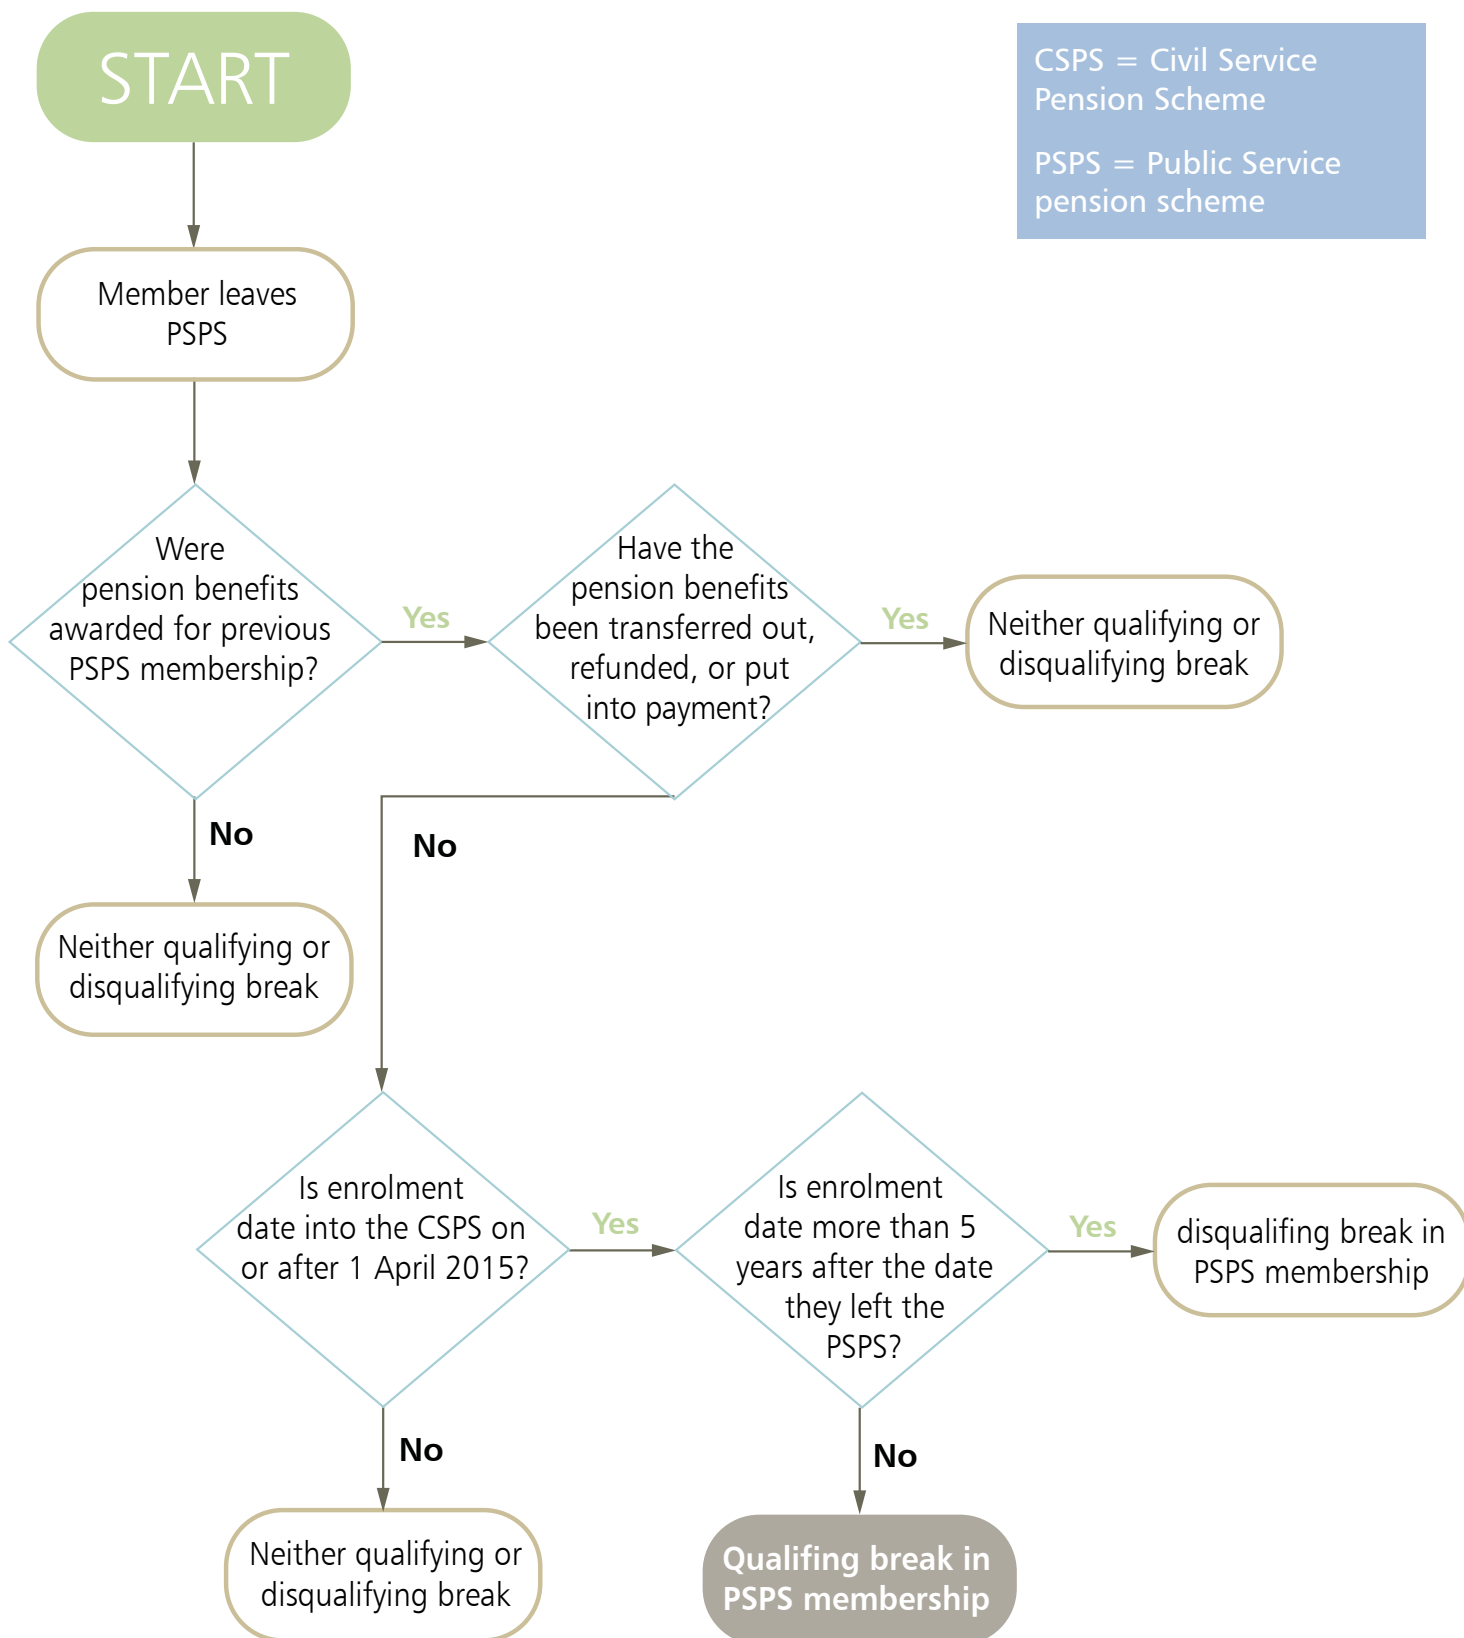 START
CSPS = Civil Service
Pension Scheme
PSPS = Public Service
pension scheme
Member leaves
PSPS
Were
pension benefits
awarded for previous
PSPS membership?
Yes
Have the
pension benefits
been transferred out,
refunded, or put
into payment?
Yes
Neither qualifying or
disqualifying break
No
No
Neither qualifying or
disqualifying break
Is enrolment
date into the CSPS on
or after 1 April 2015?
Yes
Is enrolment
date more than 5
years after the date
they left the
PSPS?
Yes
disqualifing break in
PSPS membership
No
No
Neither qualifying or
disqualifying break
Qualifing break in
PSPS membership